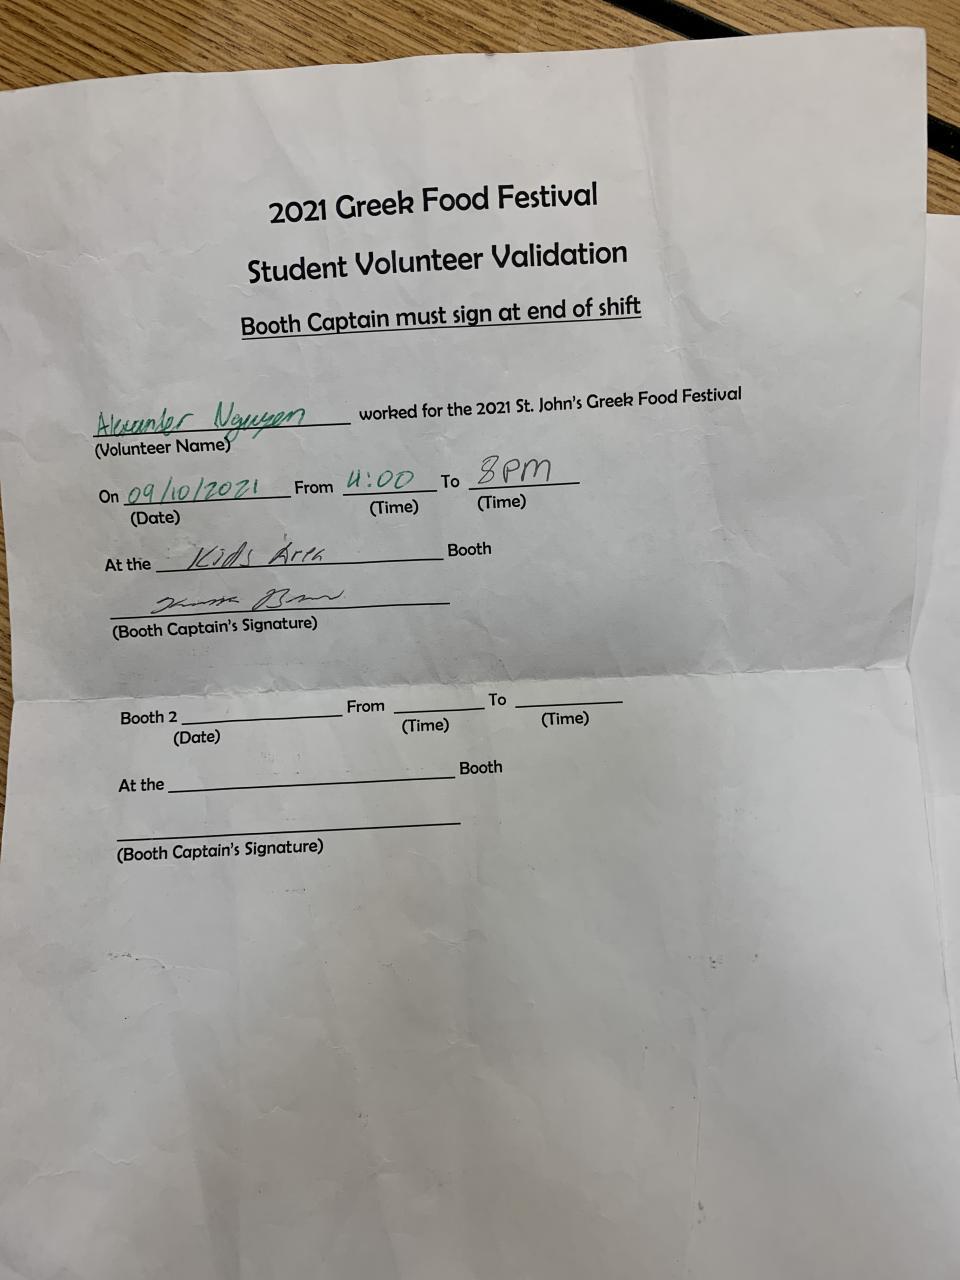 2021 Greek Food Festival
Student Volunteer Validation
Booth Captain must sign at end of shift
Alexander Nguyen worked for the 2021 St. John's Greek Food Festival
(Volunteer Name)
On 09/10/2021 From 4:00 To 8PM
(Date) (Time) (Time)
At the Kids Area Booth
(Booth Captain's Signature)
Booth 2 From To
(Date) (Time) (Time)
At the Booth
(Booth Captain's Signature)